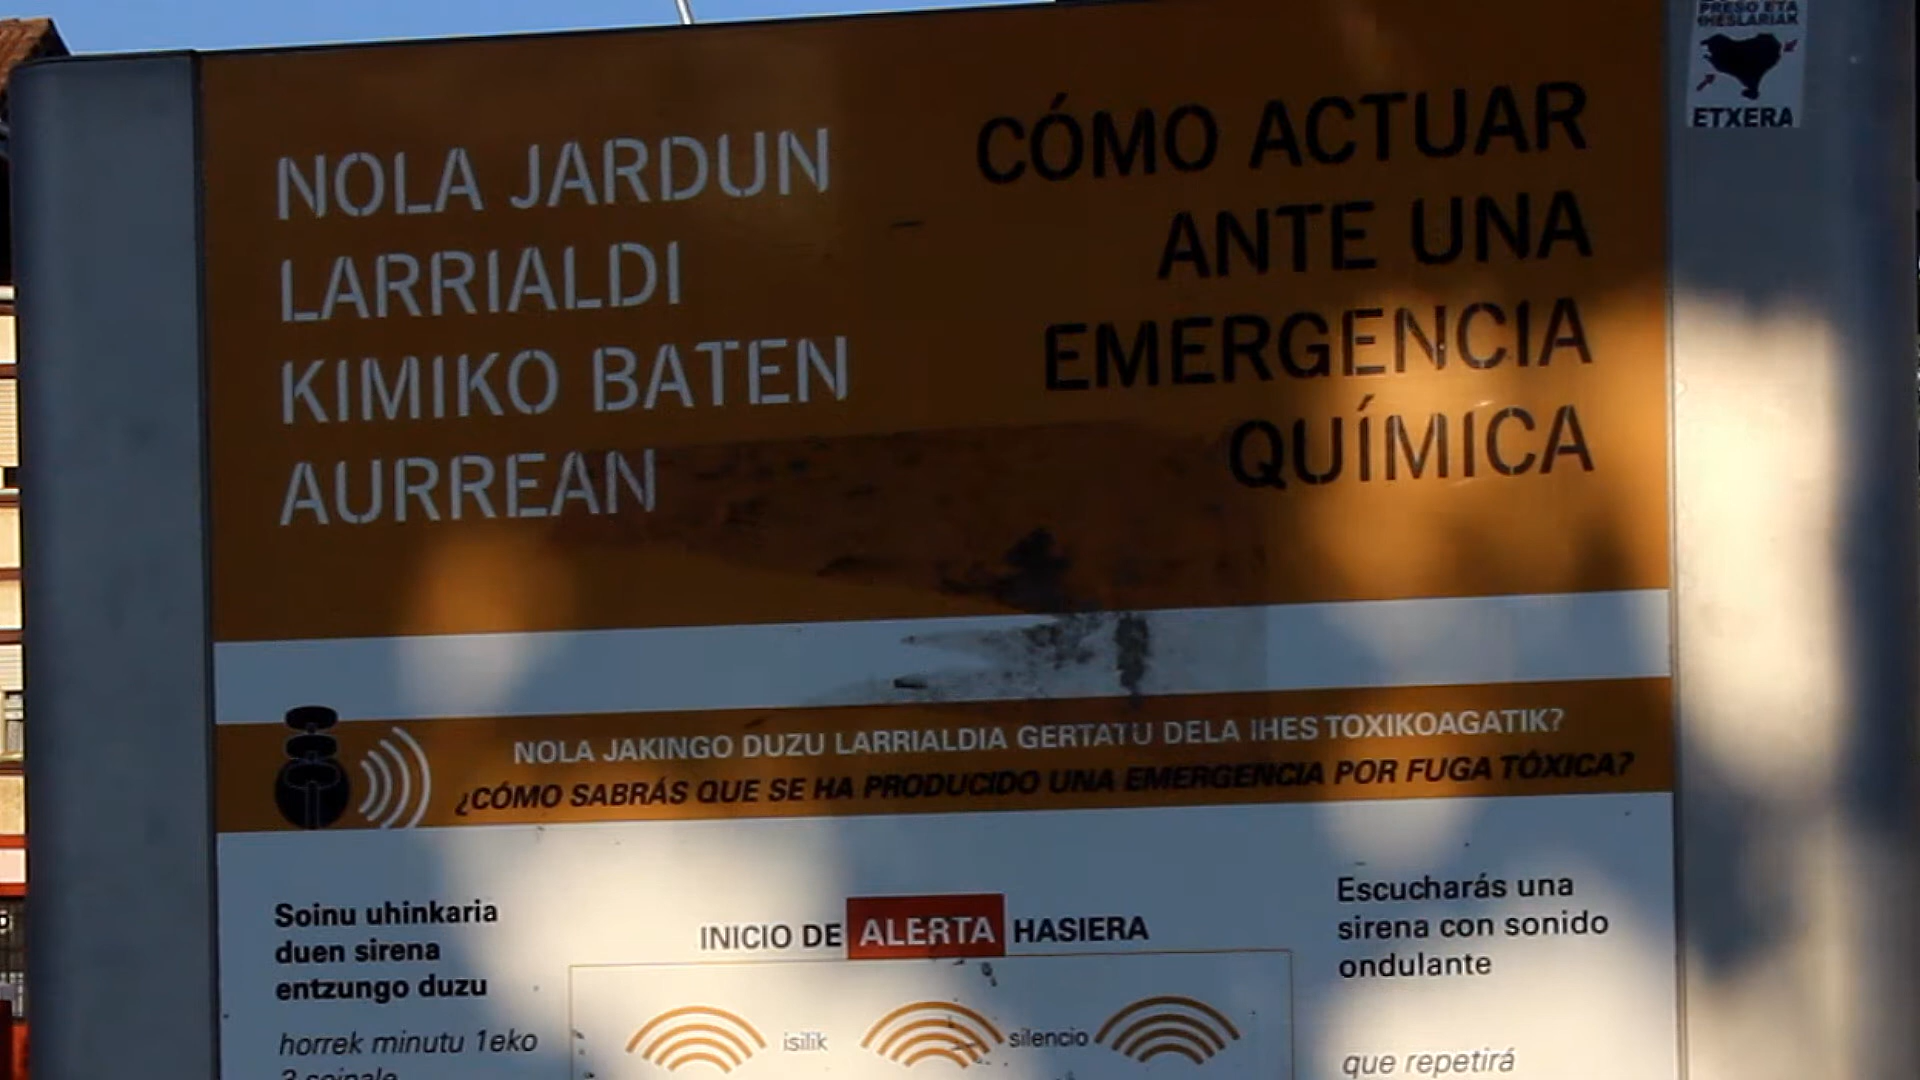 PRESO ETA
IHESLARIAK
ETXERA
NOLA JARDUN
LARRIALDI
KIMIKO BATEN
AURREAN
CÓMO ACTUAR
ANTE UNA
EMERGENCIA
QUÍMICA
NOLA JAKINGO DUZU LARRIALDIA GERTATU DELA IHES TOXIKOAGATIK?
¿CÓMO SABRÁS QUE SE HA PRODUCIDO UNA EMERGENCIA POR FUGA TÓXICA?
Soinu uhinkaria
duen sirena
entzungo duzu
horrek minutu 1eko
3 seinale
INICIO DE ALERTA HASIERA
isilik silencio
Escucharás una
sirena con sonido
ondulante
que repetirá